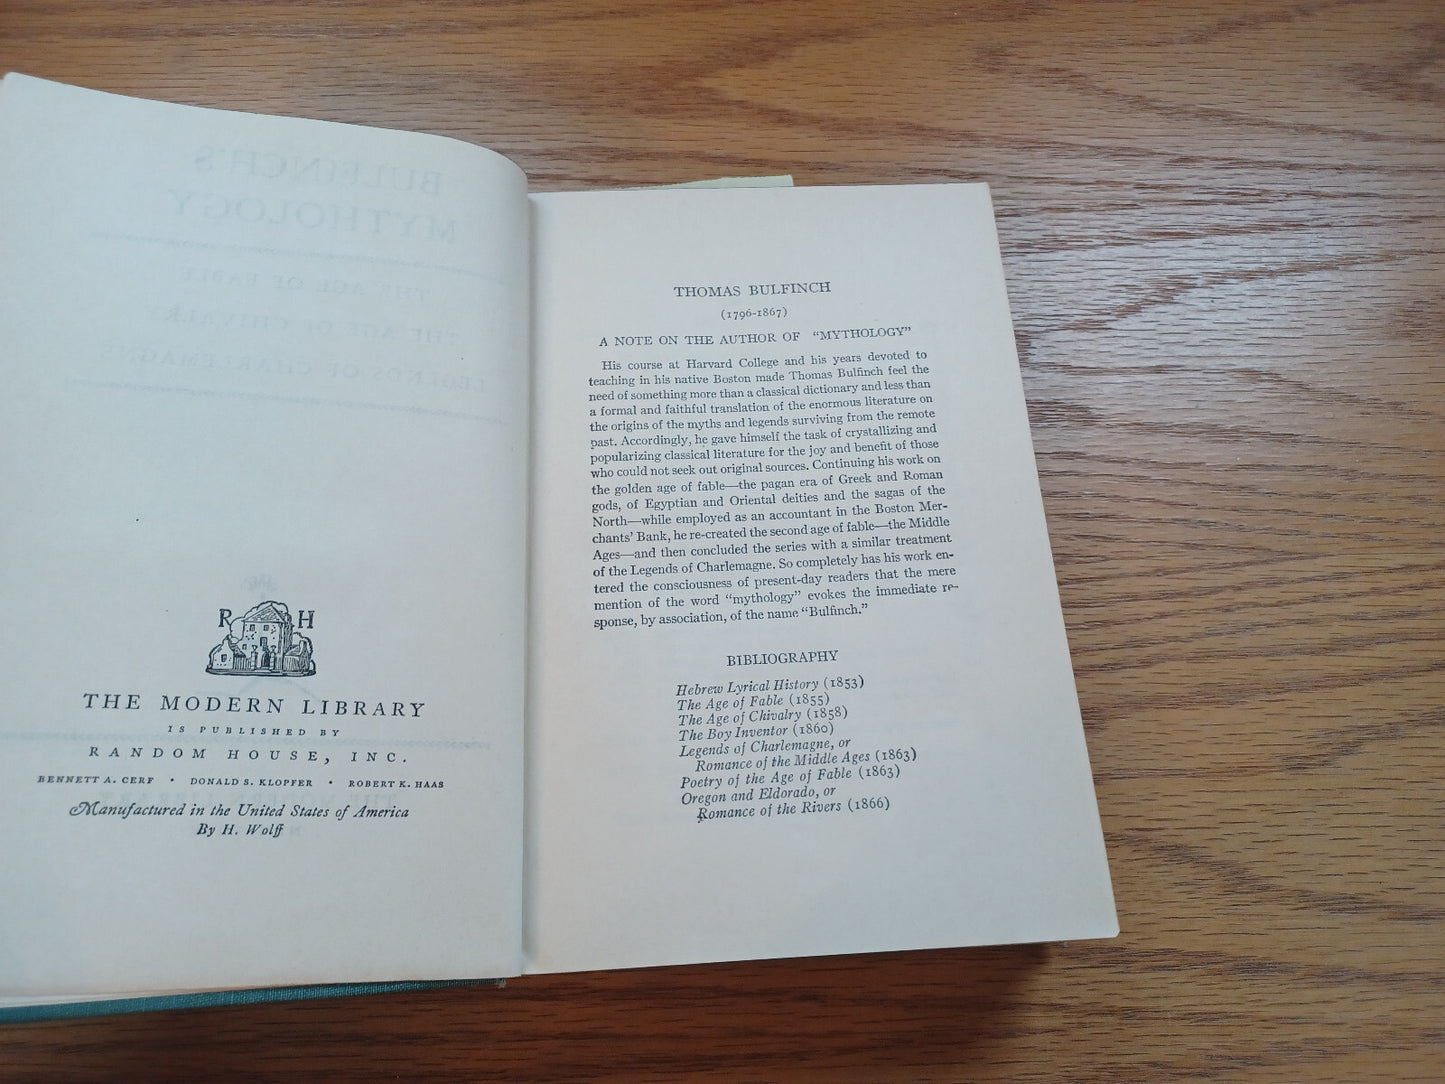 R H
THE MODERN LIBRARY
IS PUBLISHED BY
RANDOM HOUSE, INC.
BENNETT A. CERF • DONALD S. KLOPFER • ROBERT K. HAAS
Manufactured in the United States of America
By H. Wolff
THOMAS BULFINCH
(1796-1867)
A NOTE ON THE AUTHOR OF "MYTHOLOGY"
His course at Harvard College and his years devoted to
teaching in his native Boston made Thomas Bulfinch feel the
need of something more than a classical dictionary and less than
a formal and faithful translation of the enormous literature on
the origins of the myths and legends surviving from the remote
past. Accordingly, he gave himself the task of crystallizing and
popularizing classical literature for the joy and benefit of those
who could not seek out original sources. Continuing his work on
the golden age of fable—the pagan era of Greek and Roman
gods, of Egyptian and Oriental deities and the sagas of the
North—while employed as an accountant in the Boston Mer-
chants' Bank, he re-created the second age of fable—the Middle
Ages—and then concluded the series with a similar treatment
of the Legends of Charlemagne. So completely has his work en-
tered the consciousness of present-day readers that the mere
mention of the word "mythology" evokes the immediate re-
sponse, by association, of the name "Bulfinch."
BIBLIOGRAPHY
Hebrew Lyrical History (1853)
The Age of Fable (1855)
The Age of Chivalry (1858)
The Boy Inventor (1860)
Legends of Charlemagne, or
Romance of the Middle Ages (1863)
Poetry of the Age of Fable (1863)
Oregon and Eldorado, or
Romance of the Rivers (1866)
BULFINCH'S
MYTHOLOGY
THE AGE OF FABLE
THE AGE OF CHIVALRY
LEGENDS OF CHARLEMAGNE